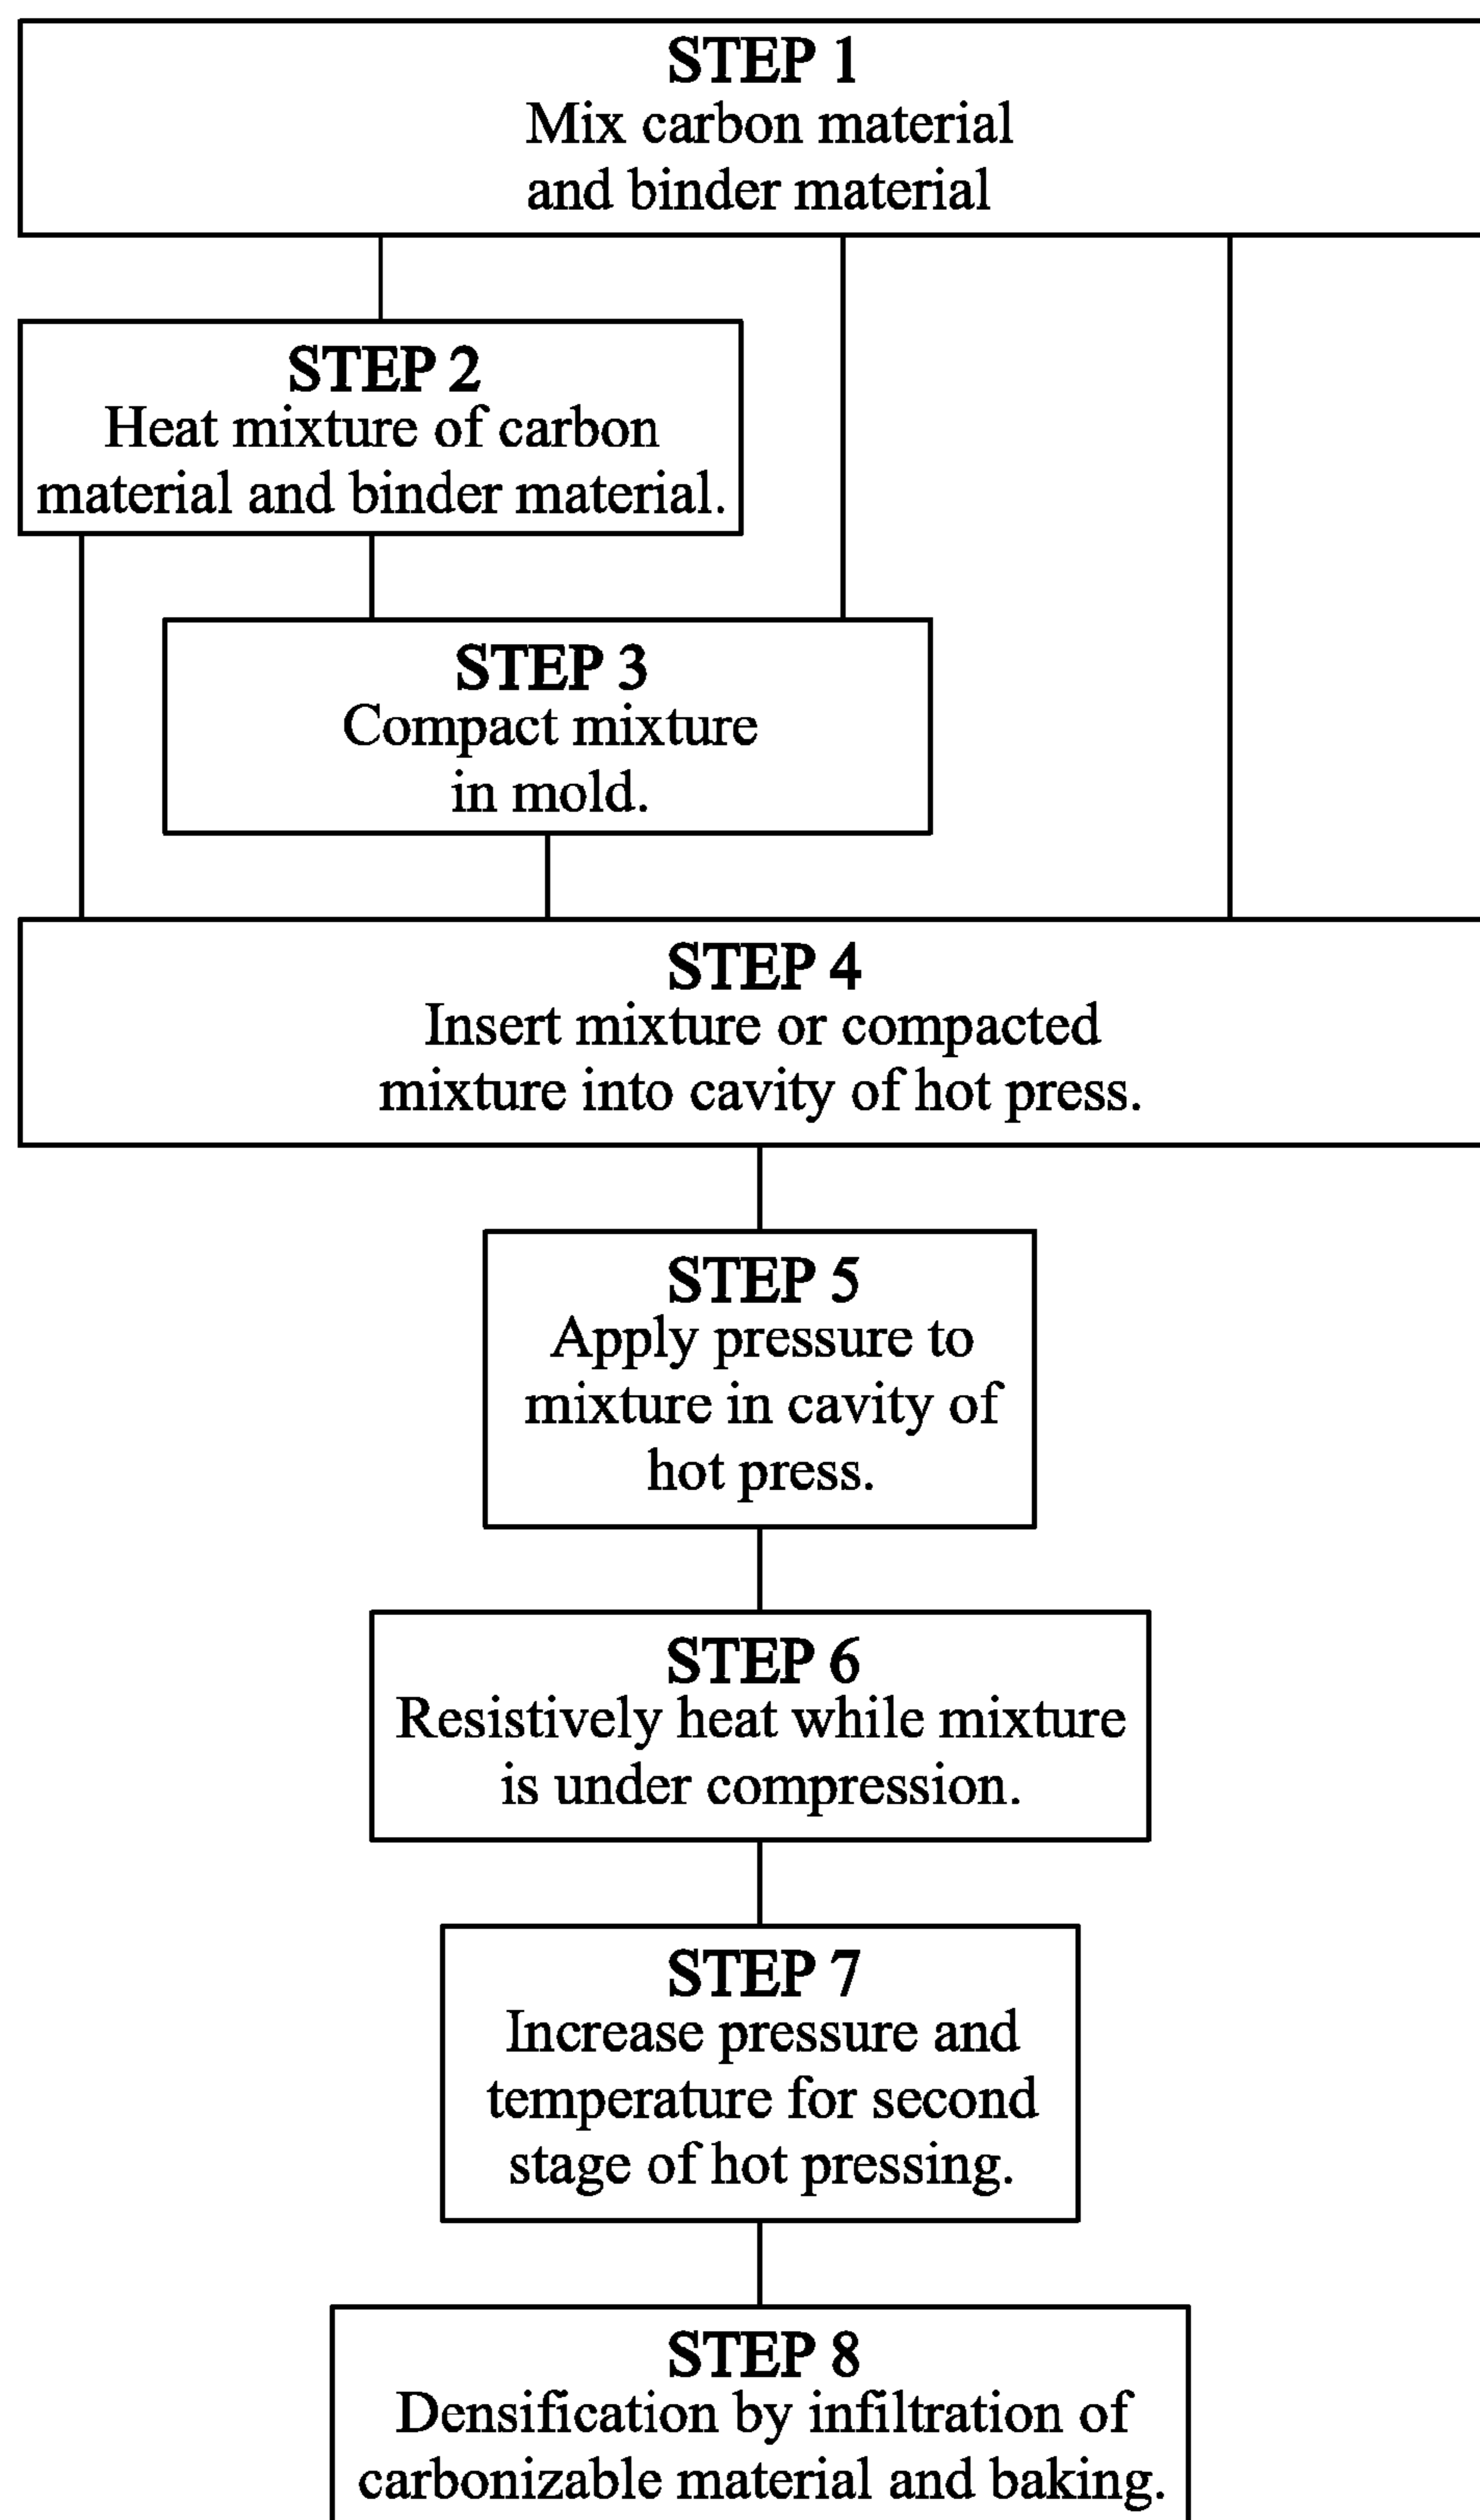 STEP 1
Mix carbon material
and binder material
STEP 2
Heat mixture of carbon
material and binder material.
STEP 3
Compact mixture
in mold.
STEP 4
Insert mixture or compacted
mixture into cavity of hot press.
STEP 5
Apply pressure to
mixture in cavity of
hot press.
STEP 6
Resistively heat while mixture
is under compression.
STEP 7
Increase pressure and
temperature for second
stage of hot pressing.
STEP 8
Densification by infiltration of
carbonizable material and baking.